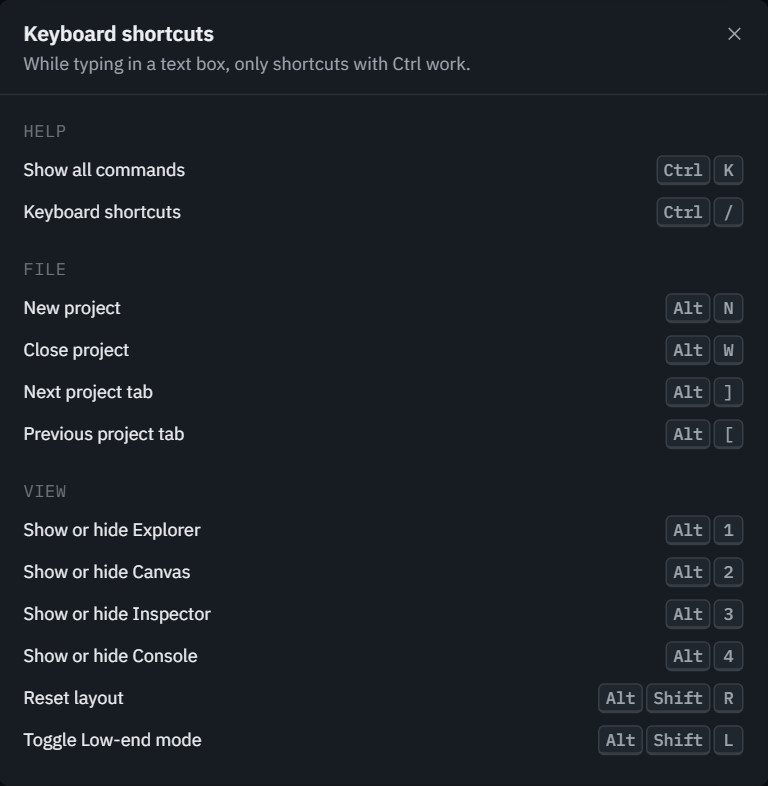 Keyboard shortcuts
While typing in a text box, only shortcuts with Ctrl work.
HELP
Show all commands Ctrl K
Keyboard shortcuts Ctrl /
FILE
New project Alt N
Close project Alt W
Next project tab Alt ]
Previous project tab Alt [
VIEW
Show or hide Explorer Alt 1
Show or hide Canvas Alt 2
Show or hide Inspector Alt 3
Show or hide Console Alt 4
Reset layout Alt Shift R
Toggle Low-end mode Alt Shift L